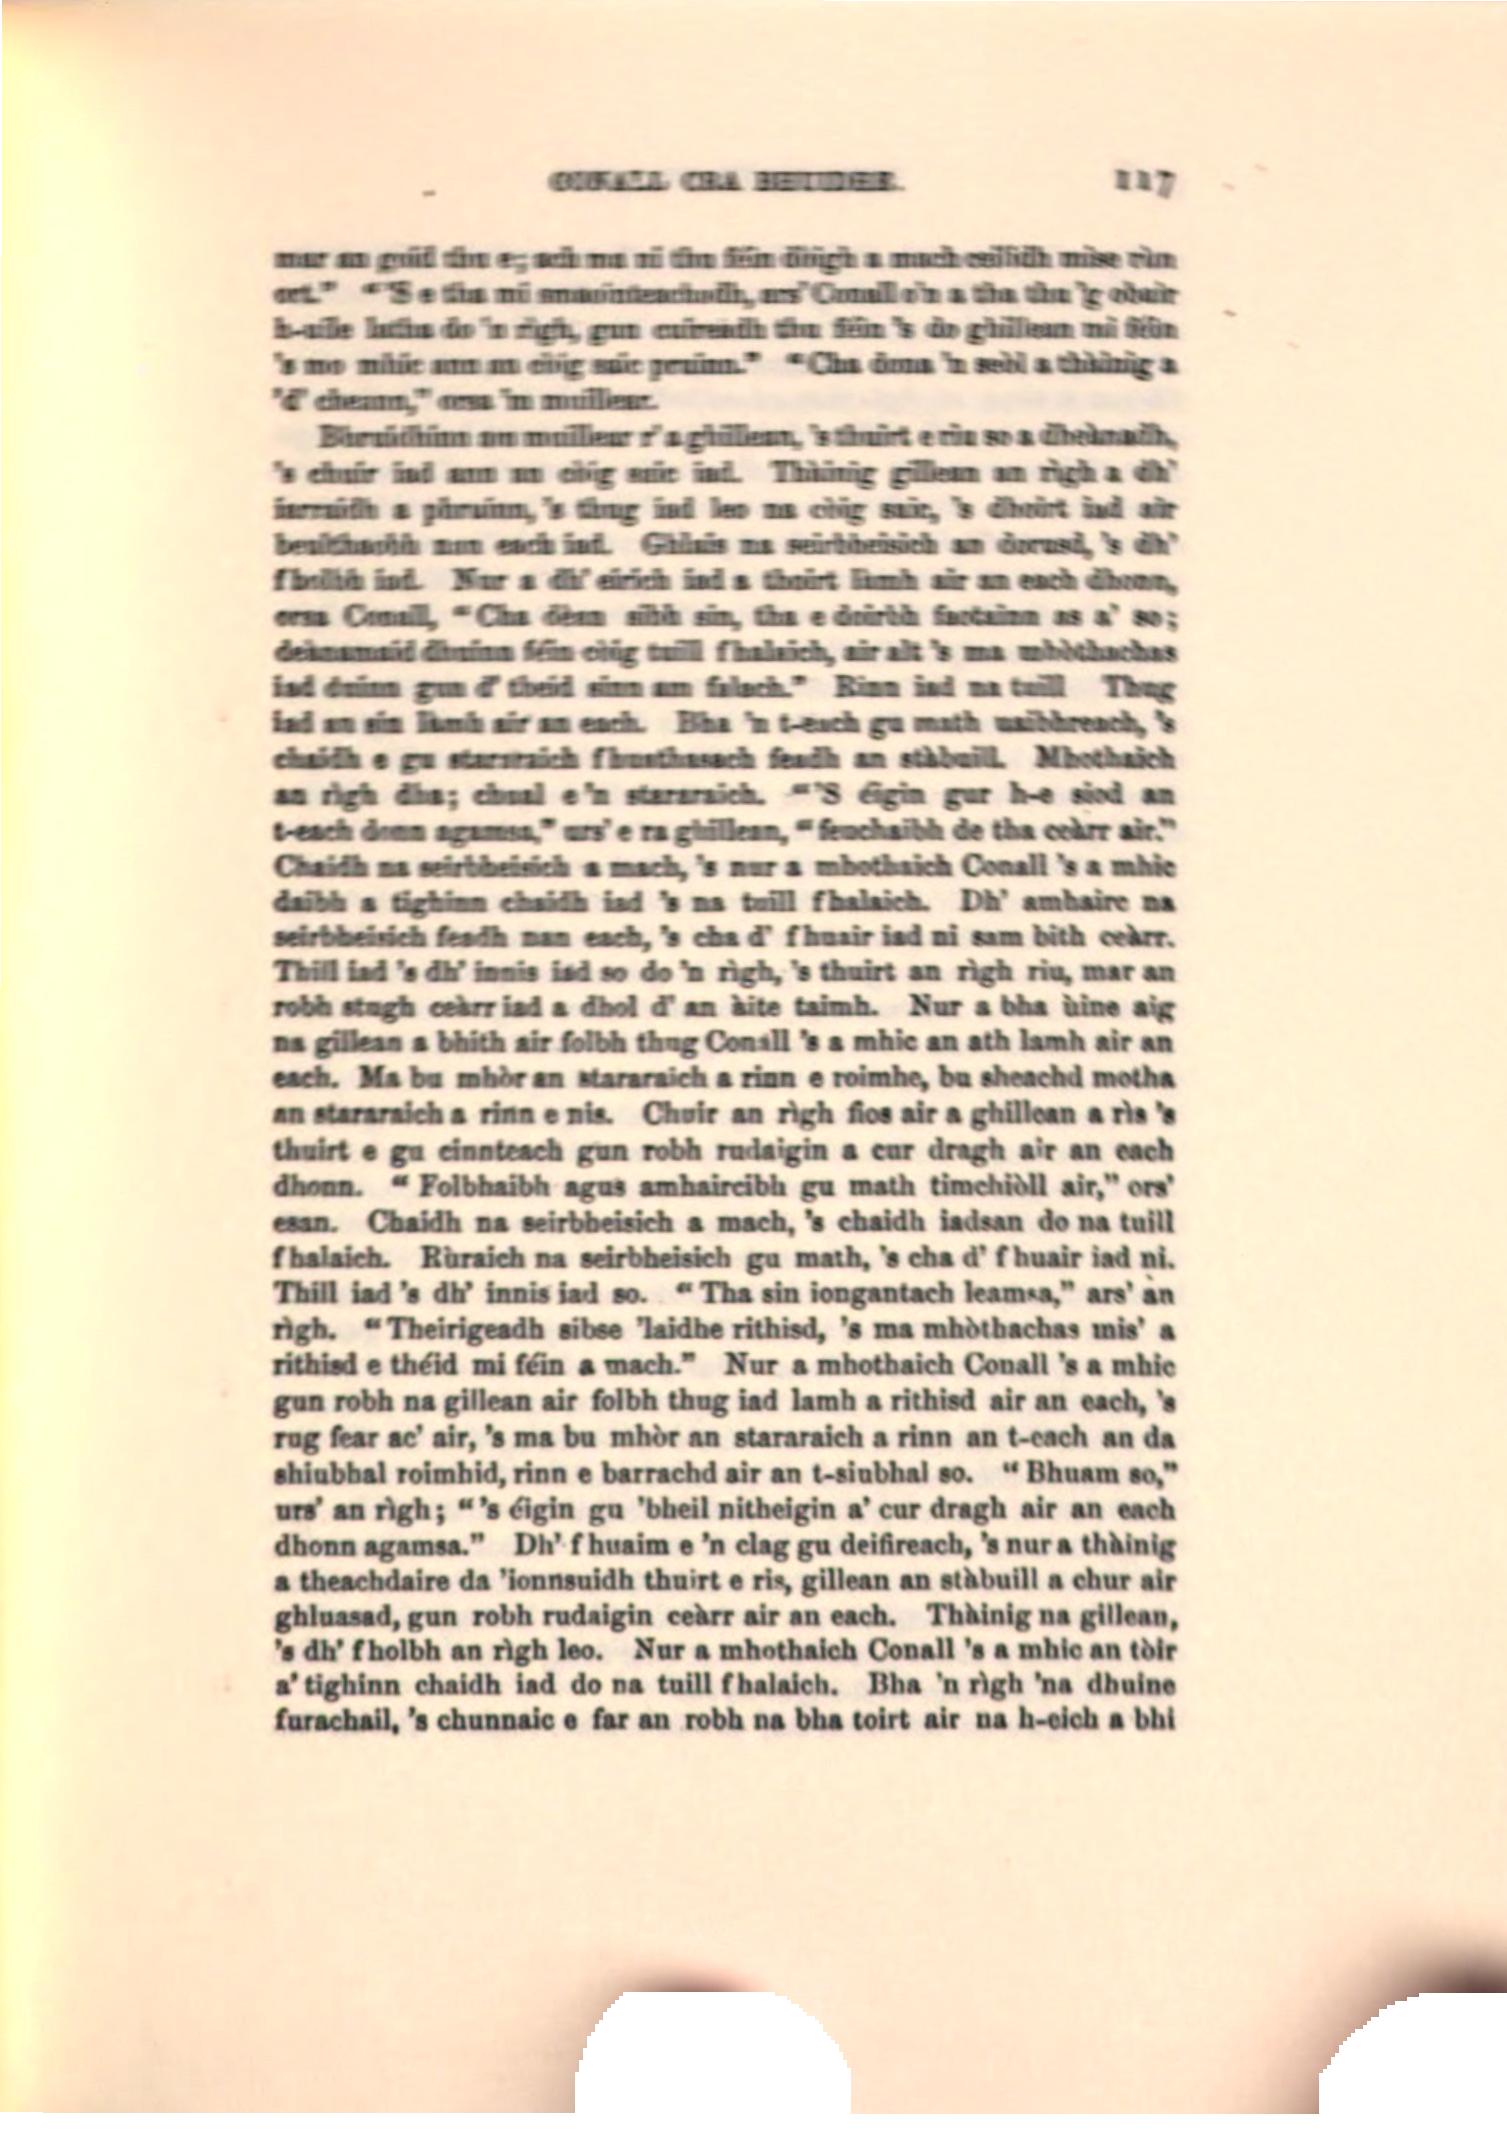 CONALL CRA BHUIDHE. 117
mar an goid thu e; ach ma ni thu féin dòigh a mach ceilidh mise rùn
ort." "'S e tha mi smaointeachadh, ars' Conall o'n a tha thu 'g obair
h-uile latha do 'n rìgh, gun cuireadh thu féin 's do ghillean mi féin
's mo mhic ann an còig saic pruinn." "Cha dona 'n seòl a thàinig a
'd' cheann," orsa 'm muillear.
Bhruidhinn am muillear r' a ghillean, 's thuirt e riu so a dheànadh,
's chuir iad ann an còig saic iad. Thàinig gillean an rìgh a dh'
iarraidh a phruinn, 's thug iad leo na còig saic, 's dhoirt iad air
beulthaobh nan each iad. Ghlais na seirbheisich an dorusd, 's dh'
fholbh iad. Nur a dh' eirich iad a thoirt làmh air an each dhonn,
orsa Conall, "Cha dèan sibh sin, tha e doirbh faotainn as a' so;
deànamaid dhuinn féin còig tuill fhalaich, air alt 's ma mhòthachas
iad duinn gun d' theid sinn am falach." Rinn iad na tuill Thug
iad an sin làmh air an each. Bha 'n t-each gu math uaibhreach, 's
chaidh e gu stararaich fhuathasach feadh an stàbuill. Mhothaich
an rìgh dha; chual e 'n stararaich. "'S éigin gur h-e siod an
t-each donn agamsa," urs' e ra ghillean, "feuchaibh de tha ceàrr air."
Chaidh na seirbheisich a mach, 's nur a mhothaich Conall 's a mhic
daibh a tighinn chaidh iad 's na tuill fhalaich. Dh' amhairc na
seirbheisich feadh nan each, 's cha d' fhuair iad ni sam bith ceàrr.
Thill iad 's dh' innis iad so do 'n rìgh, 's thuirt an rìgh riu, mar an
robh stugh ceàrr iad a dhol d' an àite taimh. Nur a bha ùine aig
na gillean a bhith air folbh thug Conall 's a mhic an ath lamh air an
each. Ma bu mhòr an stararaich a rinn e roimhe, bu sheachd motha
an stararaich a rinn e nis. Chuir an rìgh fios air a ghillean a rìs 's
thuirt e gu cinnteach gun robh rudaigin a cur dragh air an each
dhonn. "Folbhaibh agus amhaircibh gu math timchiòll air," ors'
esan. Chaidh na seirbheisich a mach, 's chaidh iadsan do na tuill
fhalaich. Rùraich na seirbheisich gu math, 's cha d' fhuair iad ni.
Thill iad 's dh' innis iad so. "Tha sin iongantach leamsa," ars' an
rìgh. "Theirigeadh sibse 'laidhe rithisd, 's ma mhòthachas mis' a
rithisd e théid mi féin a mach." Nur a mhothaich Conall 's a mhic
gun robh na gillean air folbh thug iad lamh a rithisd air an each, 's
rug fear ac' air, 's ma bu mhòr an stararaich a rinn an t-each an da
shiubhal roimhid, rinn e barrachd air an t-siubhal so. "Bhuam so,"
urs' an rìgh; "'s éigin gu 'bheil nitheigin a' cur dragh air an each
dhonn agamsa." Dh' fhuaim e 'n clag gu deifireach, 's nur a thàinig
a theachdaire da 'ionnsuidh thuirt e ris, gillean an stàbuill a chur air
ghluasad, gun robh rudaigin ceàrr air an each. Thàinig na gillean,
's dh' fholbh an rìgh leo. Nur a mhothaich Conall 's a mhic an tòir
a' tighinn chaidh iad do na tuill fhalaich. Bha 'n rìgh 'na dhuine
furachail, 's chunnaic e far an robh na bha toirt air na h-eich a bhi